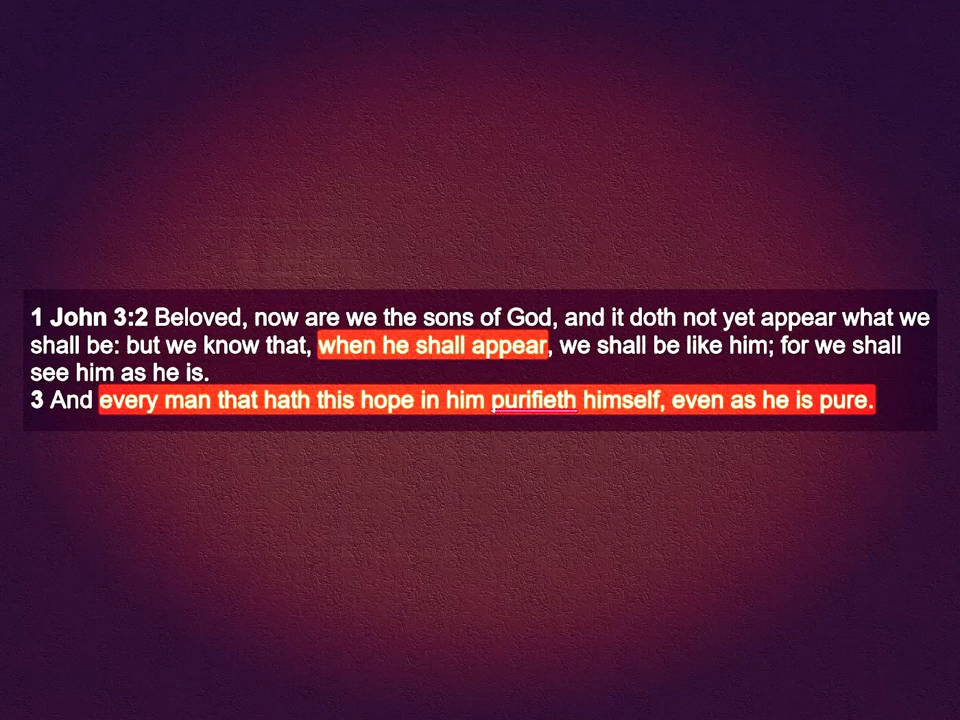 1 John 3:2 Beloved, now are we the sons of God, and it doth not yet appear what we
shall be: but we know that, when he shall appear, we shall be like him; for we shall
see him as he is.
3 And every man that hath this hope in him purifieth himself, even as he is pure.